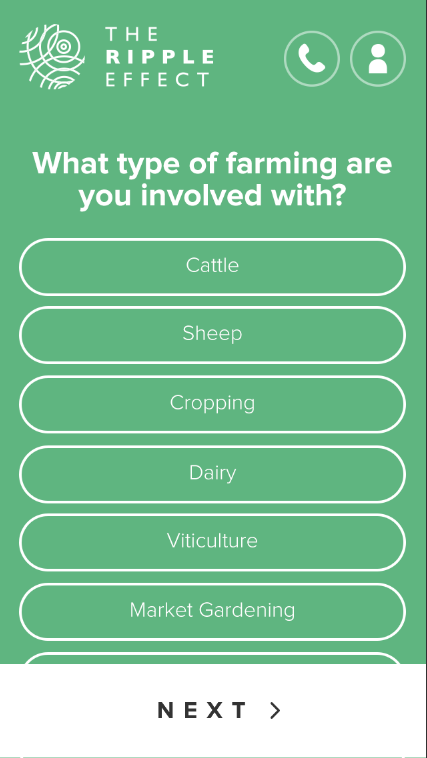 THE
RIPPLE
EFFECT
What type of farming are
you involved with?
Cattle
Sheep
Cropping
Dairy
Viticulture
Market Gardening
NEXT